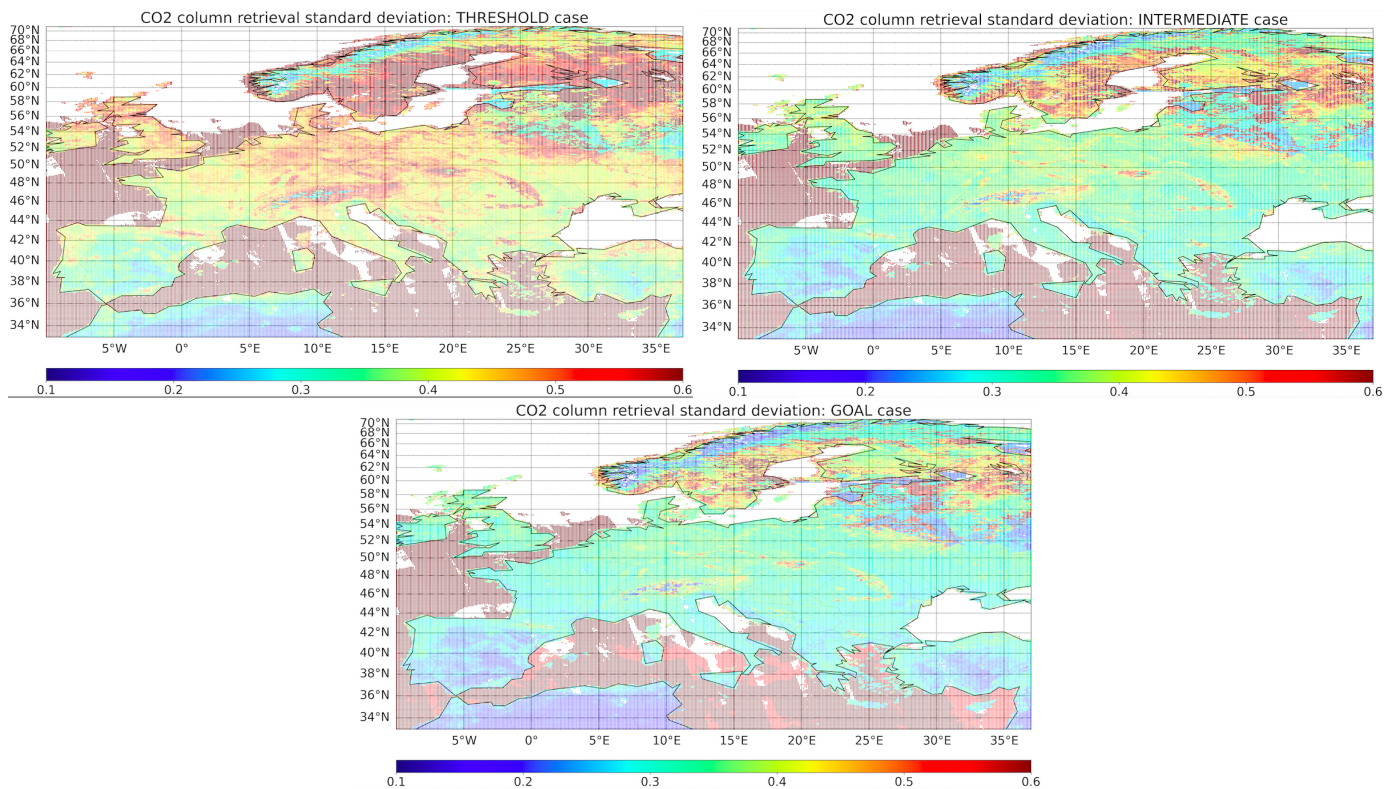 CO2 column retrieval standard deviation: THRESHOLD case
70°N
68°N
66°N
64°N
62°N
60°N
58°N
56°N
54°N
52°N
50°N
48°N
46°N
44°N
42°N
40°N
38°N
36°N
34°N
5°W 0° 5°E 10°E 15°E 20°E 25°E 30°E 35°E
0.1 0.2 0.3 0.4 0.5 0.6
CO2 column retrieval standard deviation: INTERMEDIATE case
70°N
68°N
66°N
64°N
62°N
60°N
58°N
56°N
54°N
52°N
50°N
48°N
46°N
44°N
42°N
40°N
38°N
36°N
34°N
5°W 0° 5°E 10°E 15°E 20°E 25°E 30°E 35°E
0.1 0.2 0.3 0.4 0.5 0.6
CO2 column retrieval standard deviation: GOAL case
70°N
68°N
66°N
64°N
62°N
60°N
58°N
56°N
54°N
52°N
50°N
48°N
46°N
44°N
42°N
40°N
38°N
36°N
34°N
5°W 0° 5°E 10°E 15°E 20°E 25°E 30°E 35°E
0.1 0.2 0.3 0.4 0.5 0.6